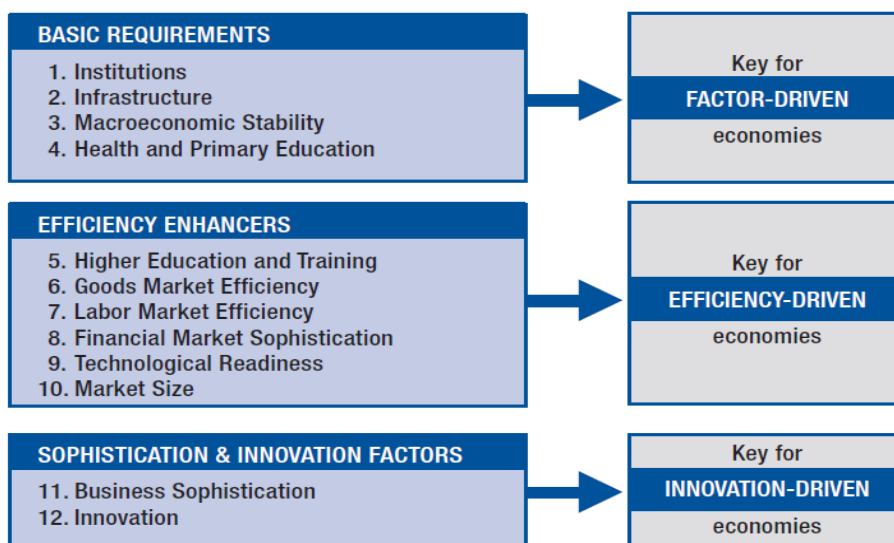 BASIC REQUIREMENTS
1. Institutions
2. Infrastructure
3. Macroeconomic Stability
4. Health and Primary Education
Key for
FACTOR-DRIVEN
economies
EFFICIENCY ENHANCERS
5. Higher Education and Training
6. Goods Market Efficiency
7. Labor Market Efficiency
8. Financial Market Sophistication
9. Technological Readiness
10. Market Size
Key for
EFFICIENCY-DRIVEN
economies
SOPHISTICATION & INNOVATION FACTORS
11. Business Sophistication
12. Innovation
Key for
INNOVATION-DRIVEN
economies